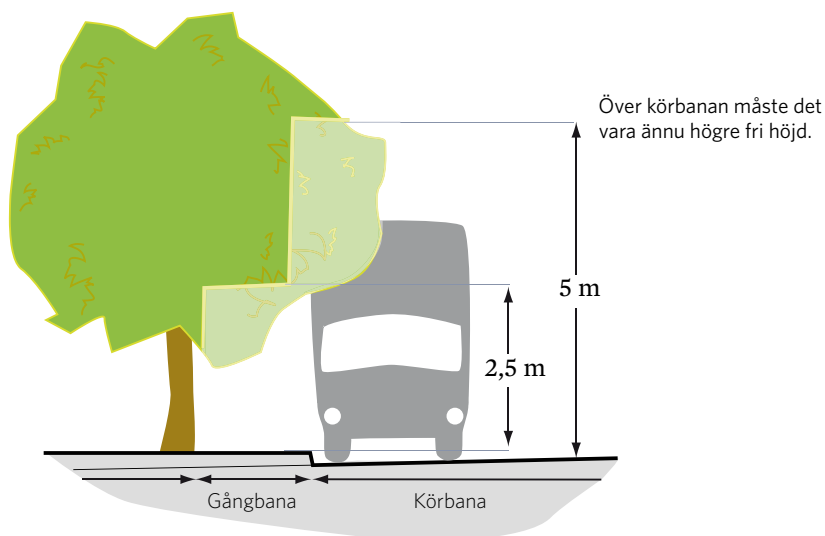 Över körbanan måste det
vara ännu högre fri höjd.
5 m
2,5 m
Gångbana
Körbana